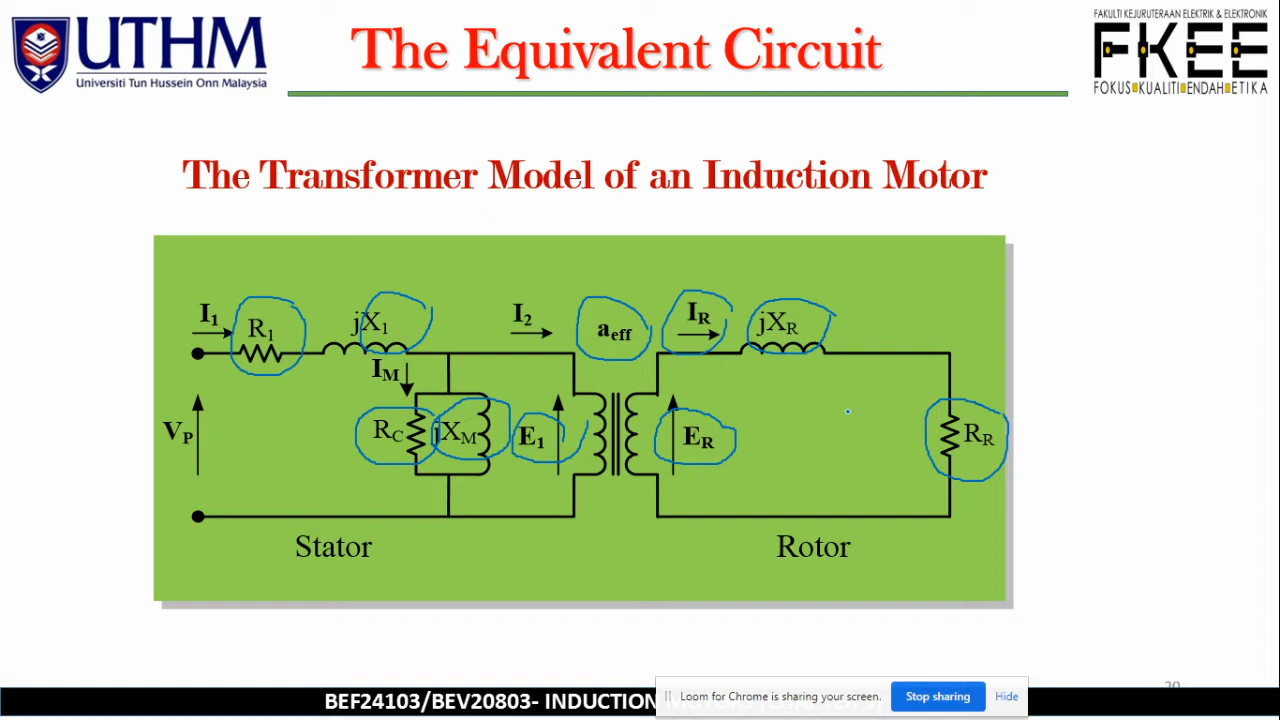 UTHM
Universiti Tun Hussein Onn Malaysia
The Equivalent Circuit
FAKULTI KEJURUTERAAN ELEKTRIK & ELEKTRONIK
FKEE
FOKUS KUALITI ENDAH ETIKA
The Transformer Model of an Induction Motor
I1 R1 jX1 I2 aeff IR jXR
IM
VP RC jXM E1 ER RR
Stator Rotor
BEF24103/BEV20803- INDUCTION
Loom for Chrome is sharing your screen. Stop sharing Hide